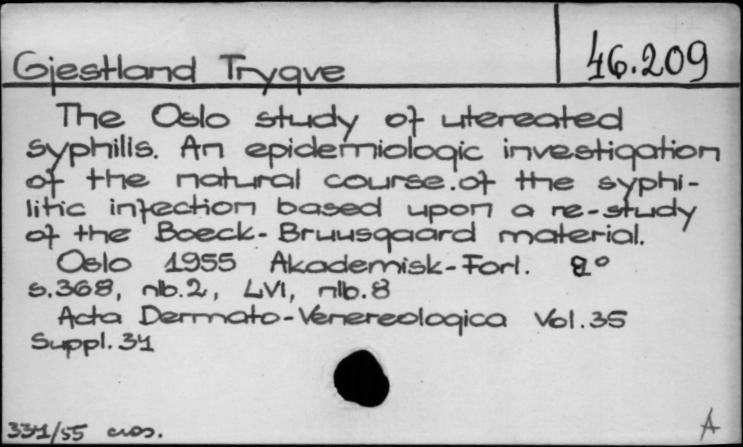 Gjestland Trygve
46.209
The Oslo study of utereated
syphilis. An epidemiologic investigation
of the natural course.of the syphi-
litic infection based upon a re-study
of the Boeck-Bruusgaard material.
Oslo 1955 Akademisk-Forl. 8°
s.368, nlb.2, LVI, nlb.8
Acta Dermato-Venereologica Vol.35
Suppl.34
331/55
A